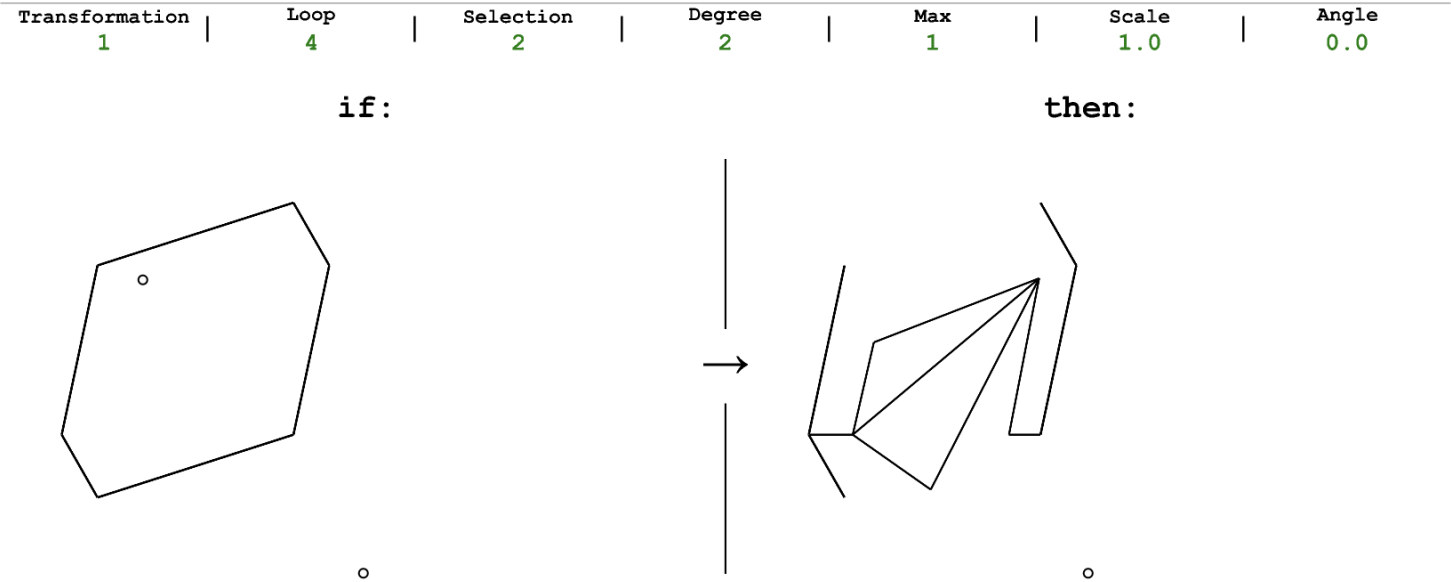 Transformation | Loop | Selection | Degree | Max | Scale | Angle
1 4 2 2 1 1.0 0.0
if: then:
→